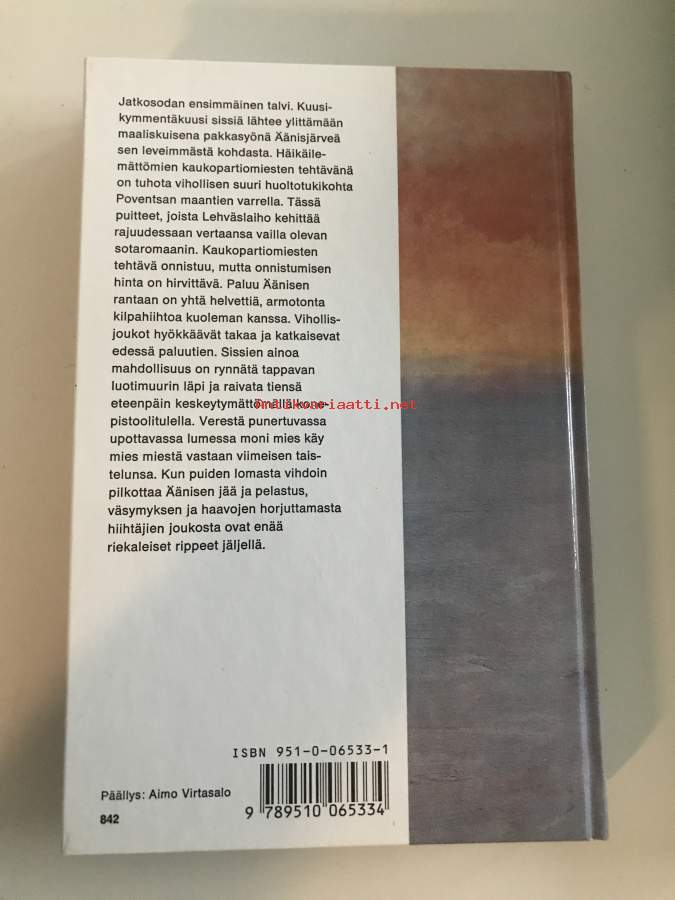 Jatkosodan ensimmäinen talvi. Kuusi-
kymmentäkuusi sissiä lähtee ylittämään
maaliskuisena pakkasyönä Äänisjärveä
sen leveimmästä kohdasta. Häikäile-
mättömien kaukopartiomiesten tehtävänä
on tuhota vihollisen suuri huoltotukikohta
Poventsan maantien varrella. Tässä
puitteet, joista Lehväslaiho kehittää
rajuudessaan vertaansa vailla olevan
sotaromaanin. Kaukopartiomiesten
tehtävä onnistuu, mutta onnistumisen
hinta on hirvittävä. Paluu Äänisen
rantaan on yhtä helvettiä, armotonta
kilpahiihtoa kuoleman kanssa. Vihollis-
joukot hyökkäävät takaa ja katkaisevat
edessä paluutien. Sissien ainoa
mahdollisuus on rynnätä tappavan
luotimuurin läpi ja raivata tiensä
eteenpäin keskeytymättömällä kone-
antikvariaatti.net
pistoolitulella. Verestä punertuvassa
upottavassa lumessa moni mies käy
mies miestä vastaan viimeisen tais-
telunsa. Kun puiden lomasta vihdoin
pilkottaa Äänisen jää ja pelastus,
väsymyksen ja haavojen horjuttamasta
hiihtäjien joukosta ovat enää
riekaleiset rippeet jäljellä.
ISBN 951-0-06533-1
Päällys: Aimo Virtasalo
9 789510 065334
842